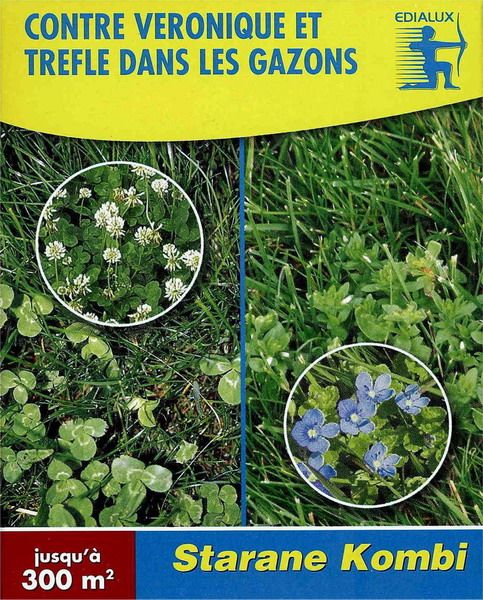 CONTRE VERONIQUE ET
TREFLE DANS LES GAZONS
EDIALUX
jusqu'à
300 m²
Starane Kombi